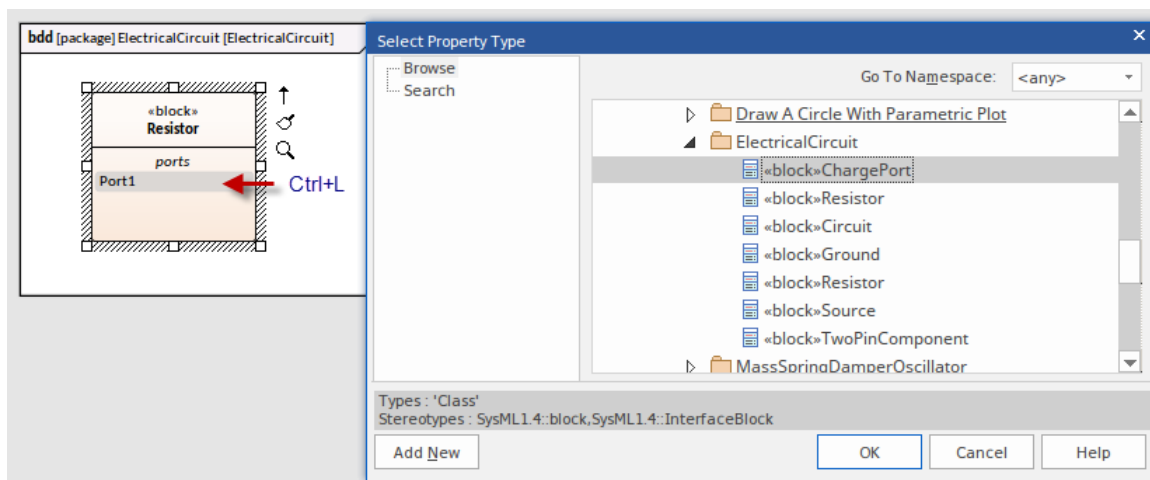 bdd [package] ElectricalCircuit [ElectricalCircuit]
«block»
Resistor
ports
Port1
Ctrl+L
Select Property Type
Browse
Search
Go To Namespace: <any>
Draw A Circle With Parametric Plot
ElectricalCircuit
«block»ChargePort
«block»Resistor
«block»Circuit
«block»Ground
«block»Resistor
«block»Source
«block»TwoPinComponent
MassSpringDamperOscillator
Types : 'Class'
Stereotypes : SysML1.4::block,SysML1.4::InterfaceBlock
Add New OK Cancel Help